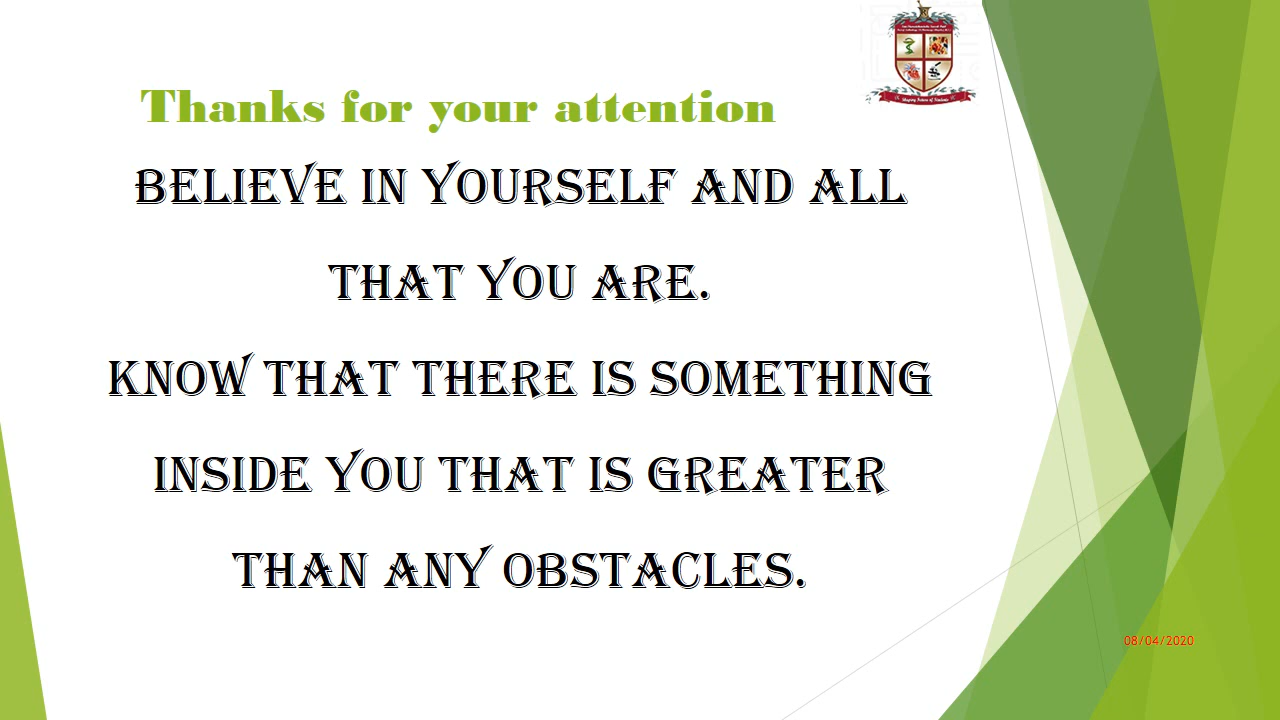 Thanks for your attention
BELIEVE IN YOURSELF AND ALL
THAT YOU ARE.
KNOW THAT THERE IS SOMETHING
INSIDE YOU THAT IS GREATER
THAN ANY OBSTACLES.
08/04/2020